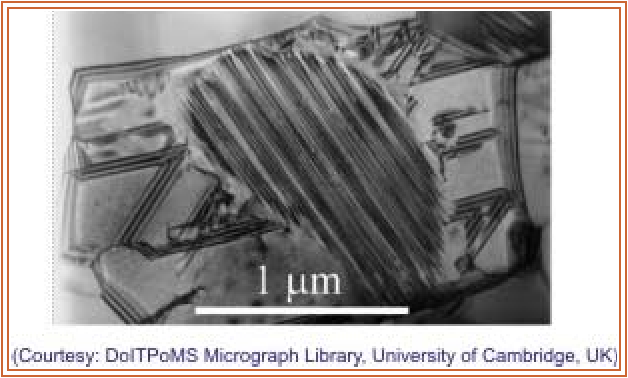 1 μm
(Courtesy: DoITPoMS Micrograph Library, University of Cambridge, UK)